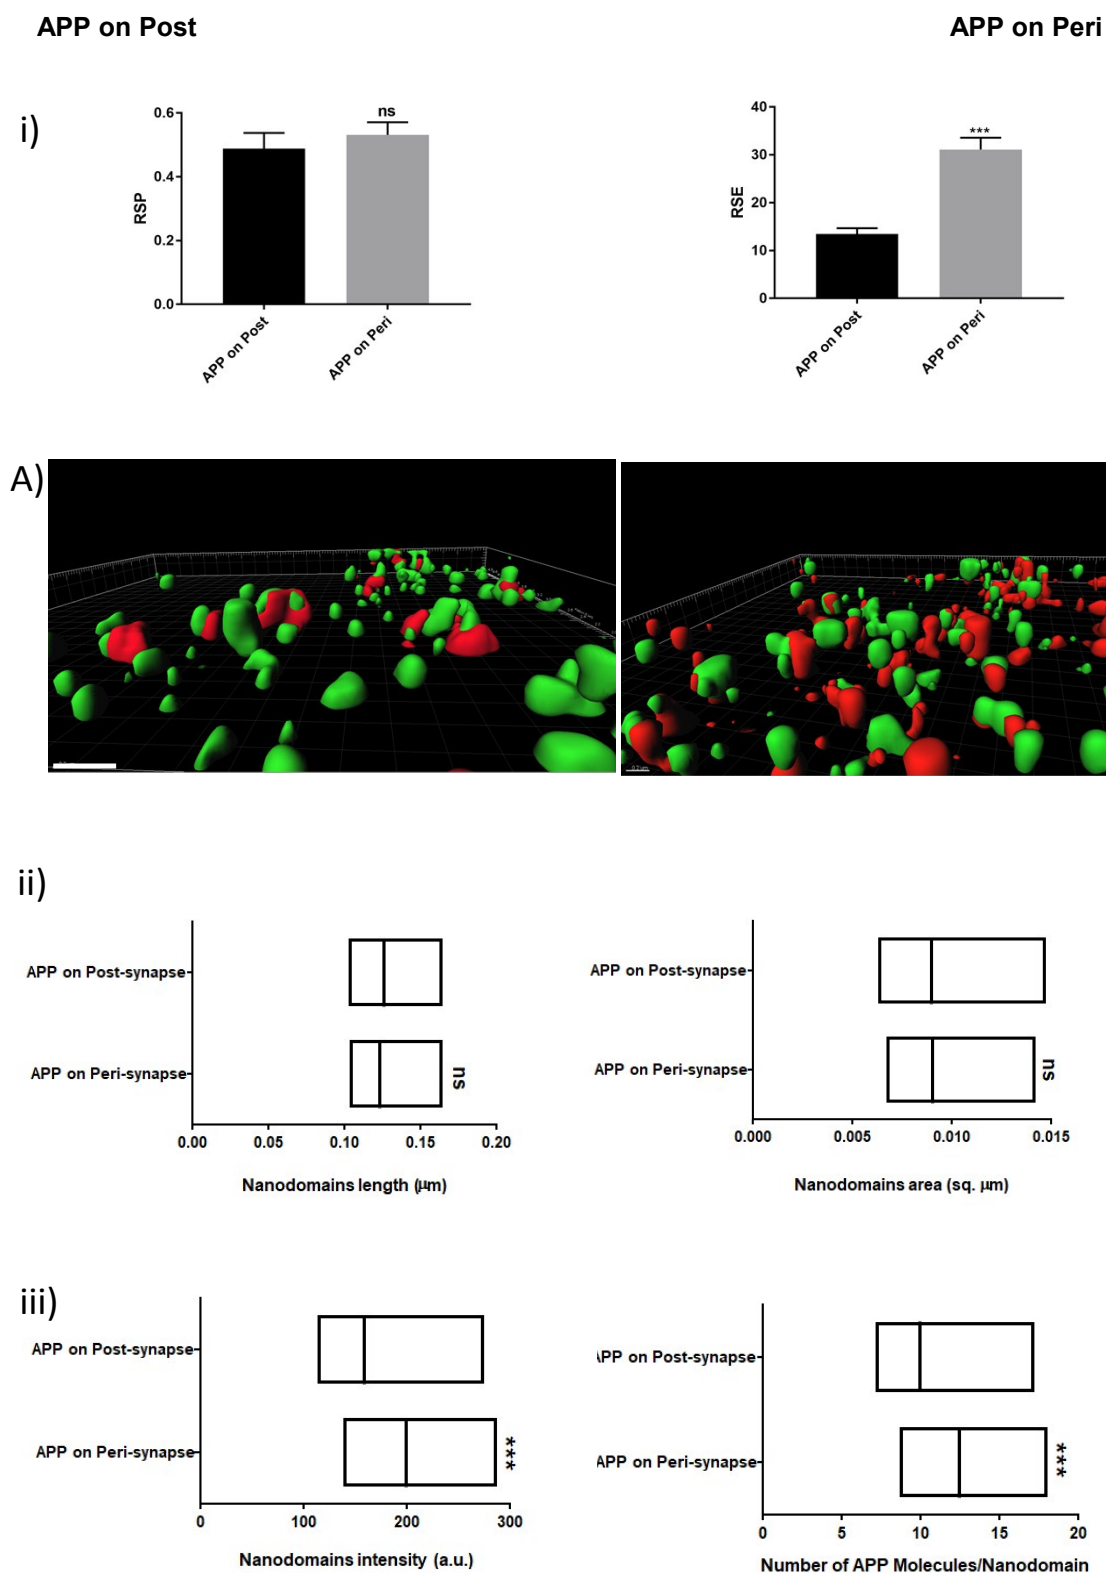 APP on Post
APP on Peri
i)
0.6
0.4
0.2
0.0
RSP
ns
APP on Post
APP on Peri
40
30
20
10
0
RSE
***
APP on Post
APP on Peri
A)
0.2 µm
ii)
APP on Post-synapse
APP on Peri-synapse
ns
0.00 0.05 0.10 0.15 0.20
Nanodomains length (µm)
APP on Post-synapse
APP on Peri-synapse
ns
0.000 0.005 0.010 0.015
Nanodomains area (sq. µm)
iii)
APP on Post-synapse
APP on Peri-synapse
***
0 100 200 300
Nanodomains intensity (a.u.)
APP on Post-synapse
APP on Peri-synapse
***
0 5 10 15 20
Number of APP Molecules/Nanodomain